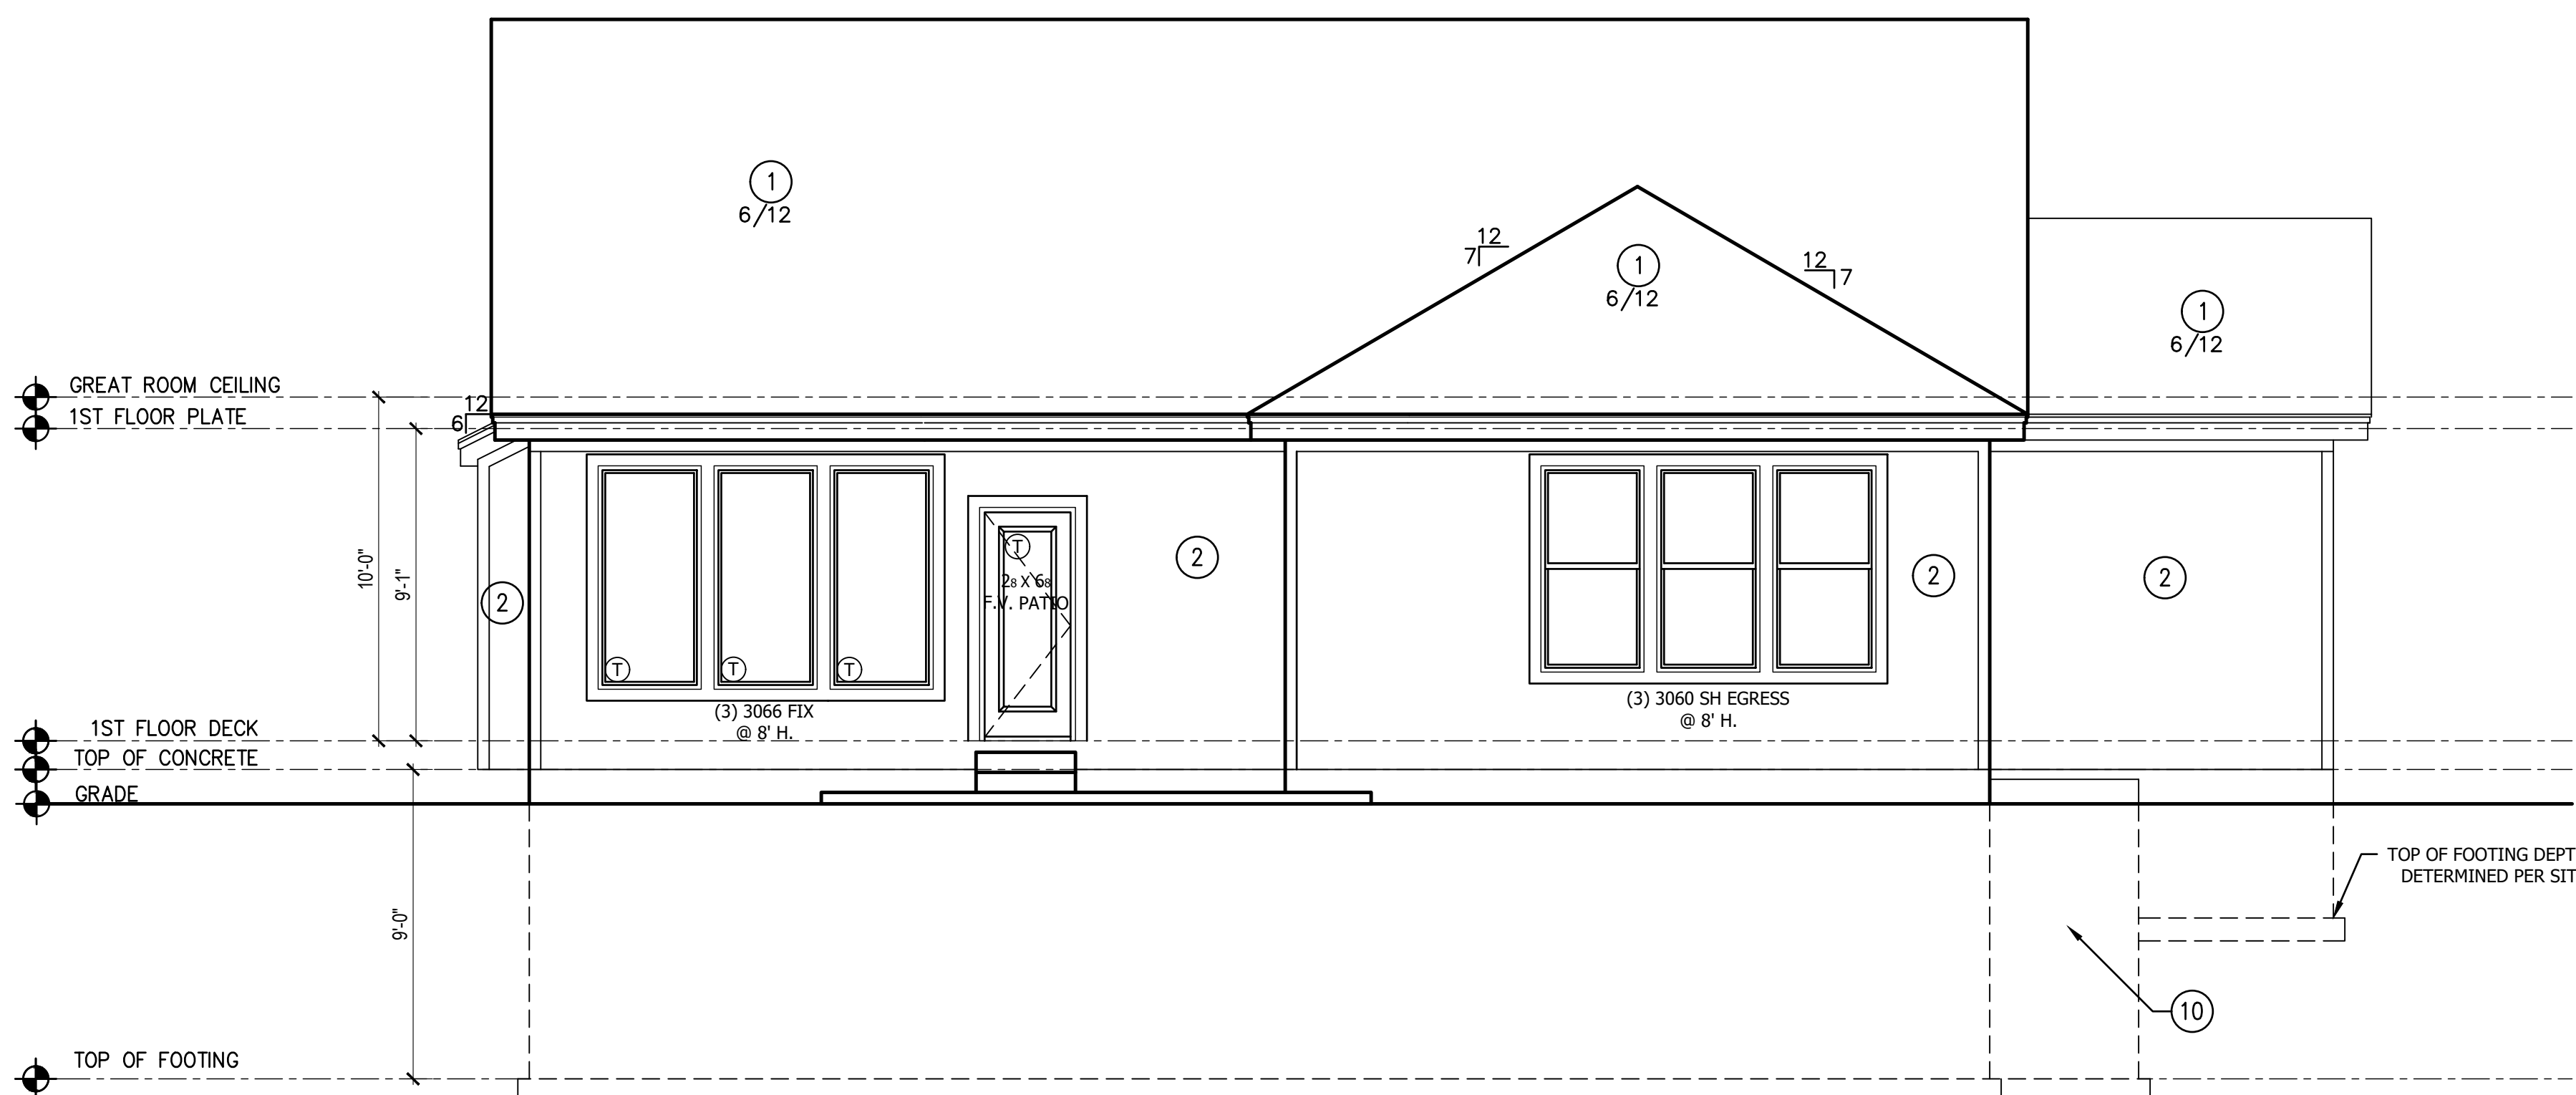 1
6/12
12
7
12
7
1
6/12
1
6/12
GREAT ROOM CEILING
1ST FLOOR PLATE
12
6
10'-0"
9'-1"
2
T
T
T
(3) 3066 FIX
@ 8' H.
T
28 X 68
F.V. PATIO
2
(3) 3060 SH EGRESS
@ 8' H.
2
2
1ST FLOOR DECK
TOP OF CONCRETE
GRADE
9'-0"
TOP OF FOOTING DEPT
DETERMINED PER SIT
10
TOP OF FOOTING